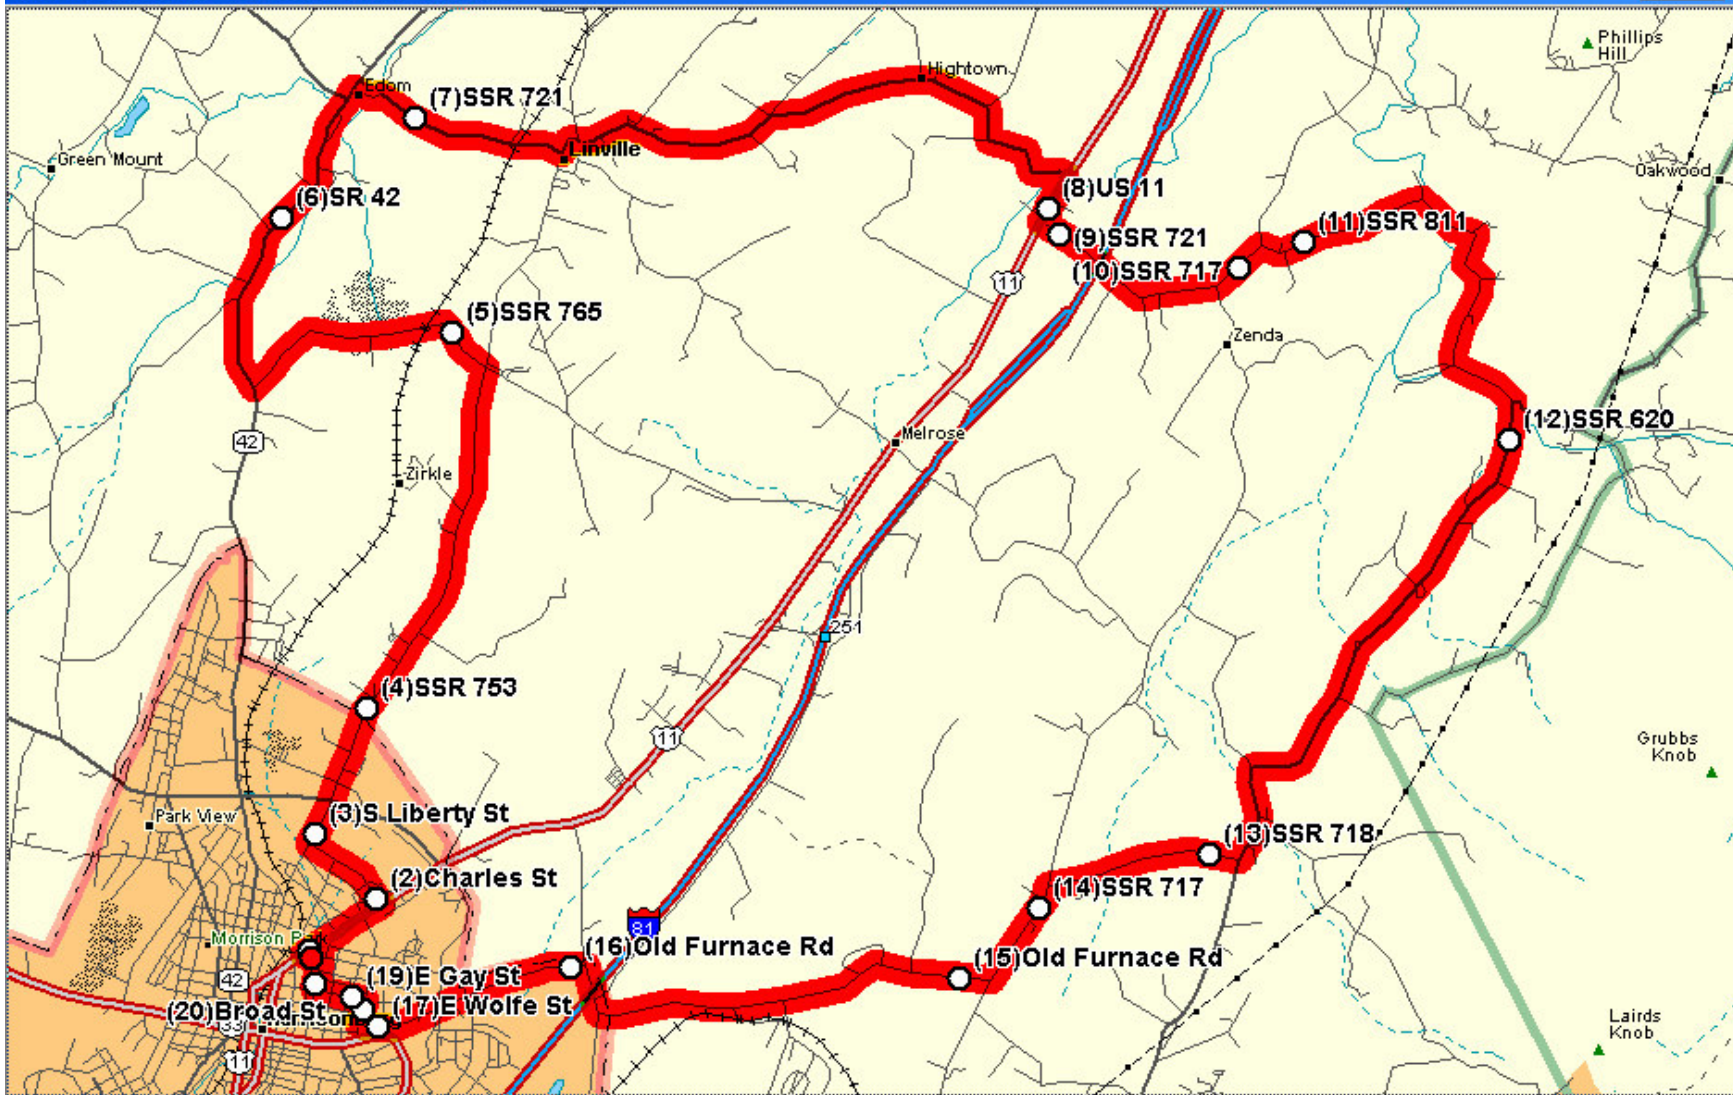 Phillips
Hill
Hightown
Edom
(7)SSR 721
Linville
Green Mount
Oakwood
(6)SR 42
(8)US 11
(11)SSR 811
(9)SSR 721
(10)SSR 717
11
(5)SSR 765
Zenda
(12)SSR 620
Melrose
42
Zirkle
251
(4)SSR 753
11
Grubbs
Knob
Park View
(3)S Liberty St
(13)SSR 718
(2)Charles St
(14)SSR 717
81
Morrison Park
(16)Old Furnace Rd
(15)Old Furnace Rd
42
(19)E Gay St
(20)Broad St
(17)E Wolfe St
33
Lairds
Knob
11